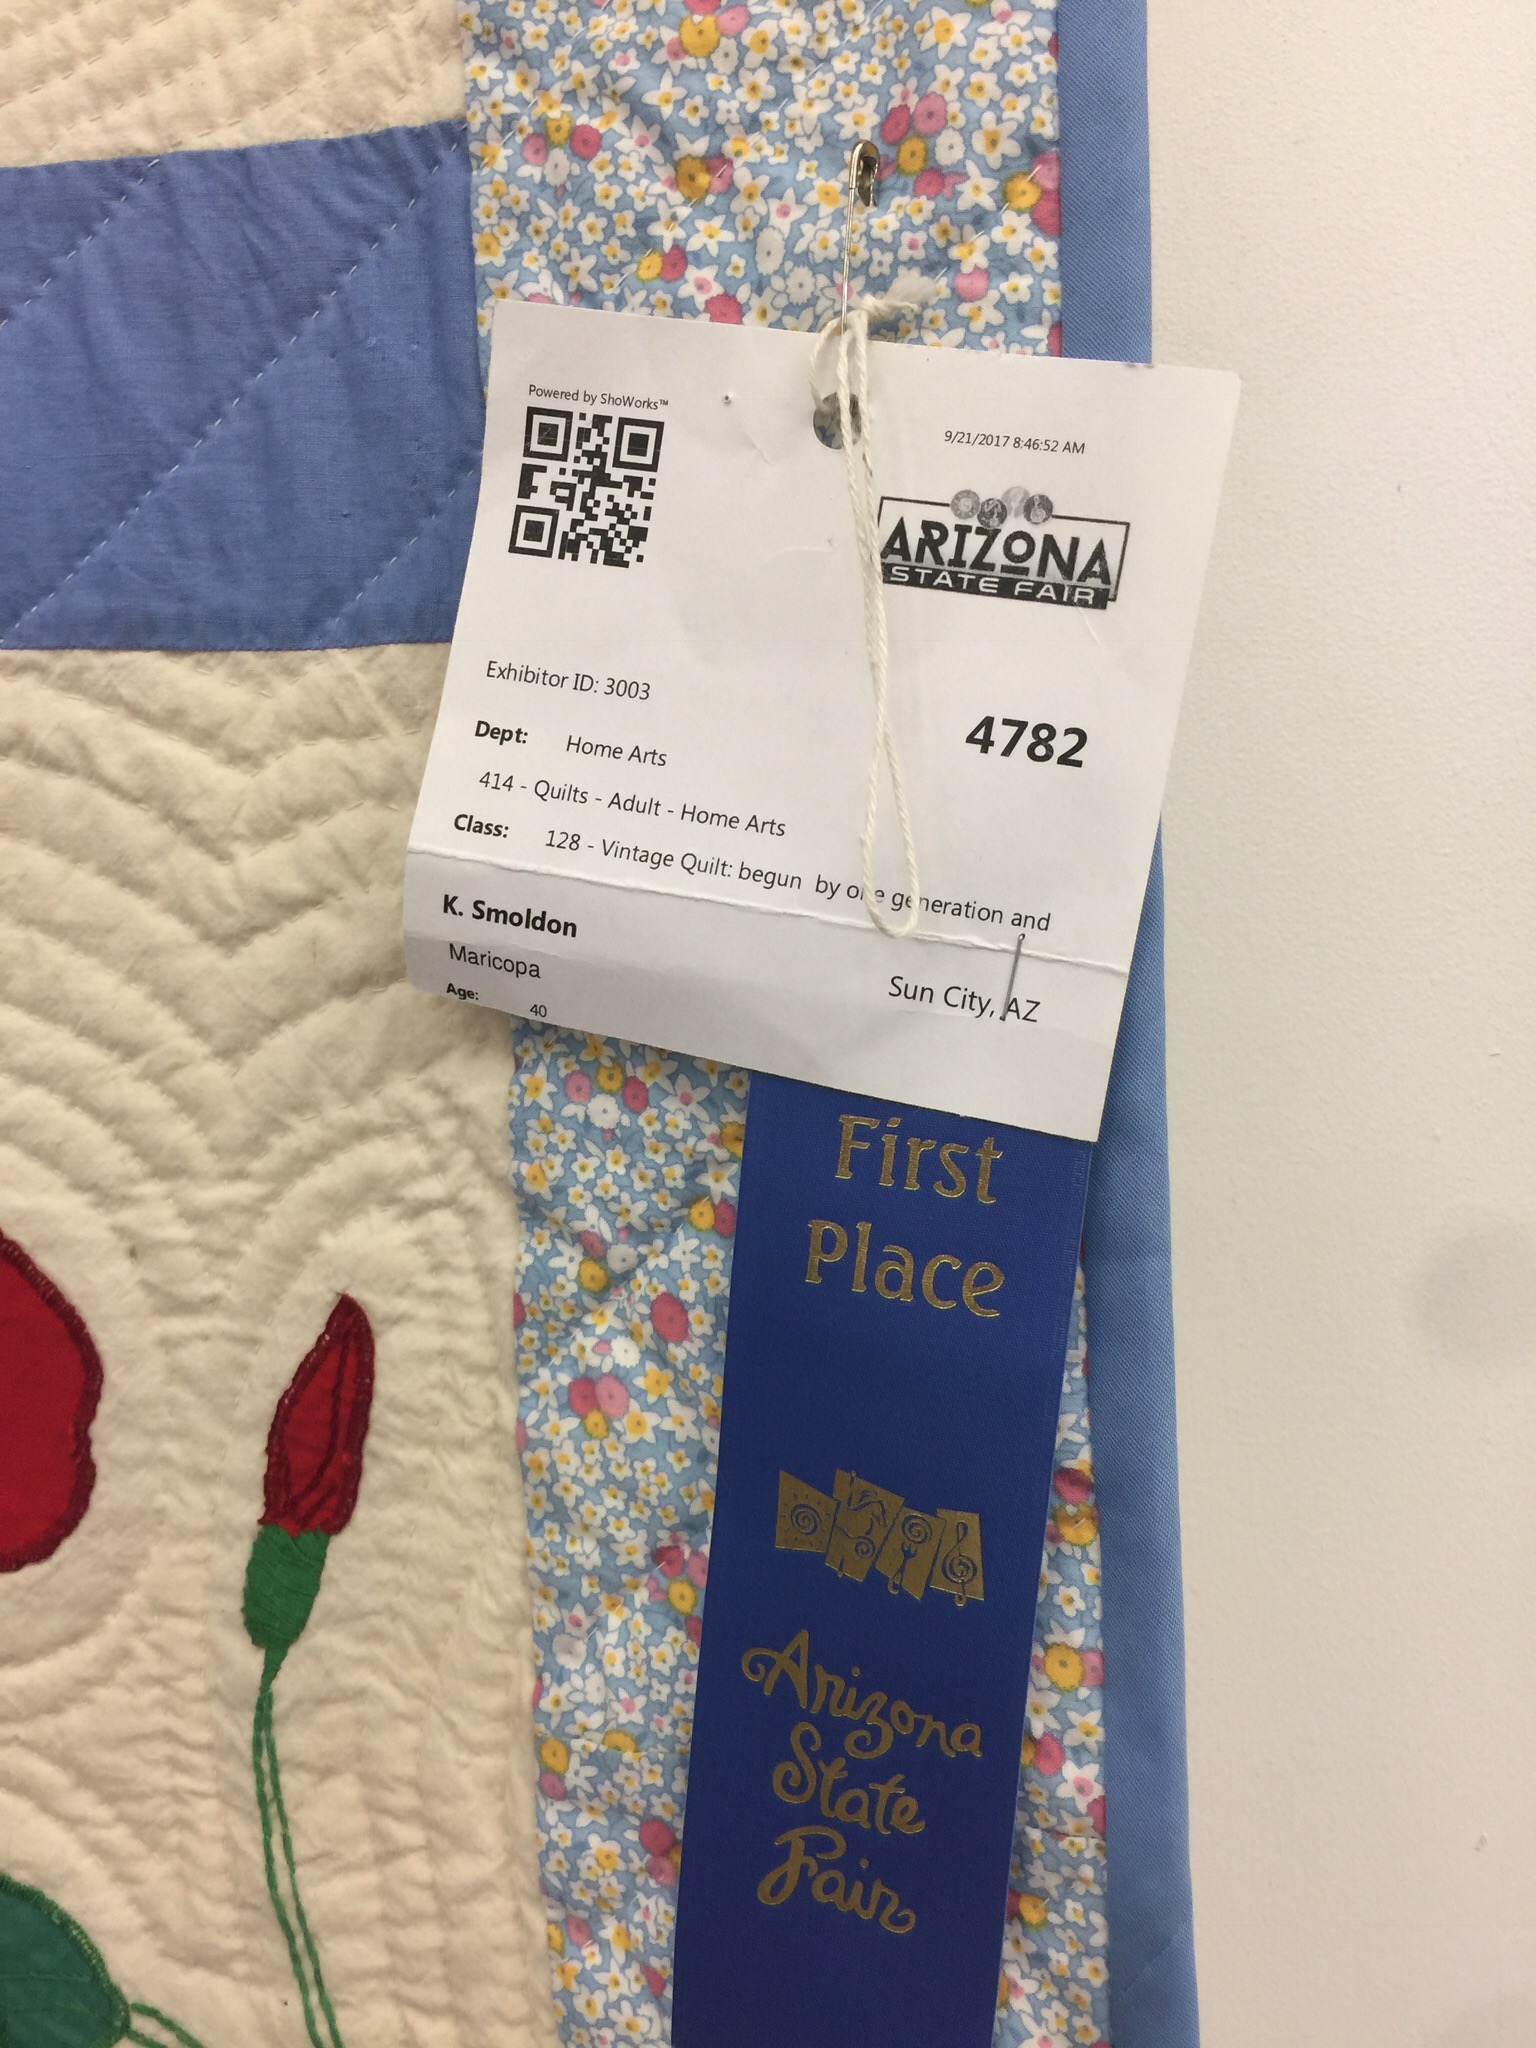 Powered by ShoWorks™
9/21/2017 8:46:52 AM
ARIZONA
STATE FAIR
Exhibitor ID: 3003
4782
Dept: Home Arts
414 - Quilts - Adult - Home Arts
Class: 128 - Vintage Quilt: begun by one generation and
K. Smoldon
Maricopa
Sun City, AZ
Age: 40
First
Place
Arizona
State
Fair